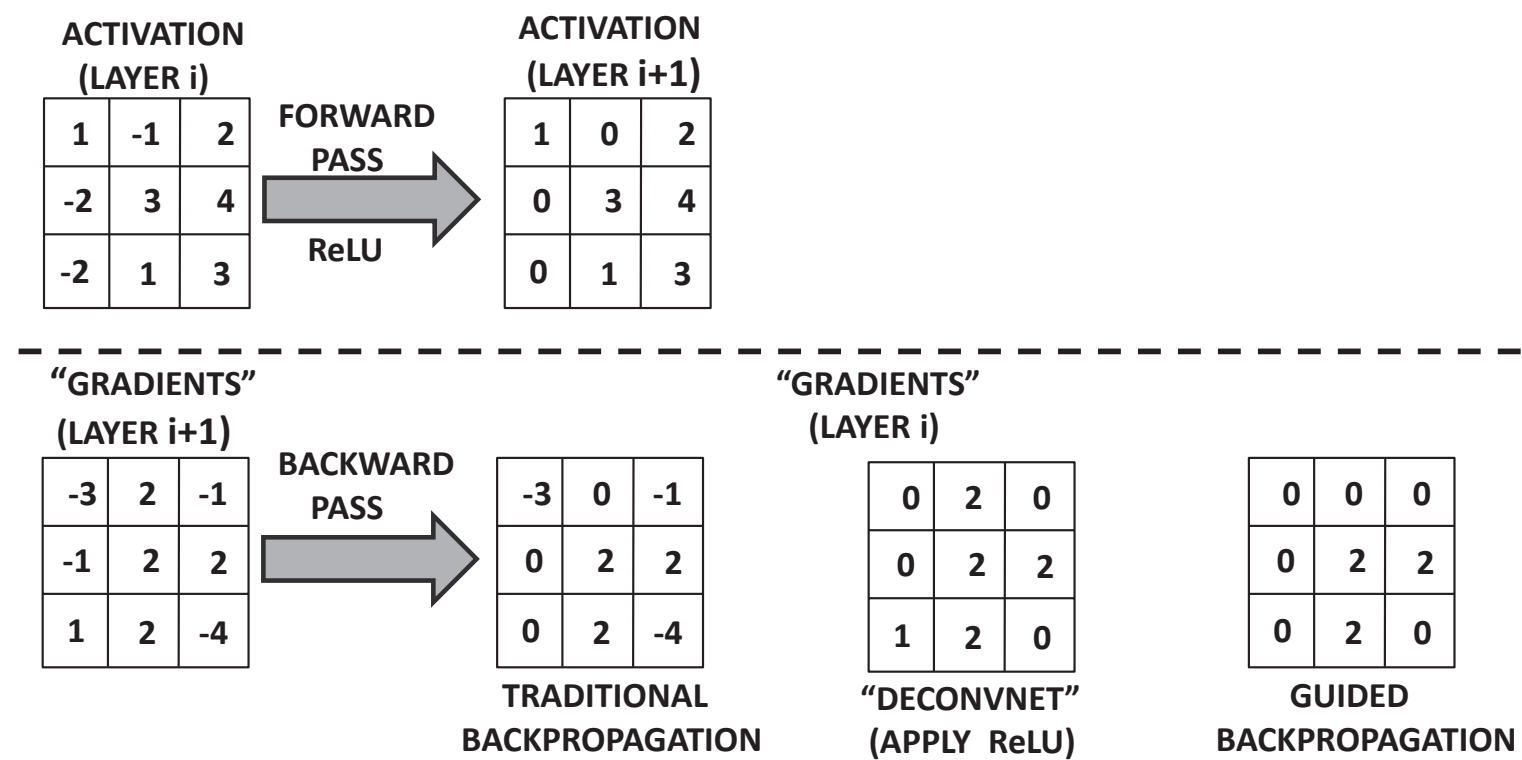 ACTIVATION
(LAYER i)
1 -1 2
-2 3 4
-2 1 3
FORWARD
PASS
ReLU
ACTIVATION
(LAYER i+1)
1 0 2
0 3 4
0 1 3
“GRADIENTS”
(LAYER i+1)
-3 2 -1
-1 2 2
1 2 -4
BACKWARD
PASS
“GRADIENTS”
(LAYER i)
-3 0 -1
0 2 2
0 2 -4
TRADITIONAL
BACKPROPAGATION
0 2 0
0 2 2
1 2 0
“DECONVNET”
(APPLY ReLU)
0 0 0
0 2 2
0 2 0
GUIDED
BACKPROPAGATION